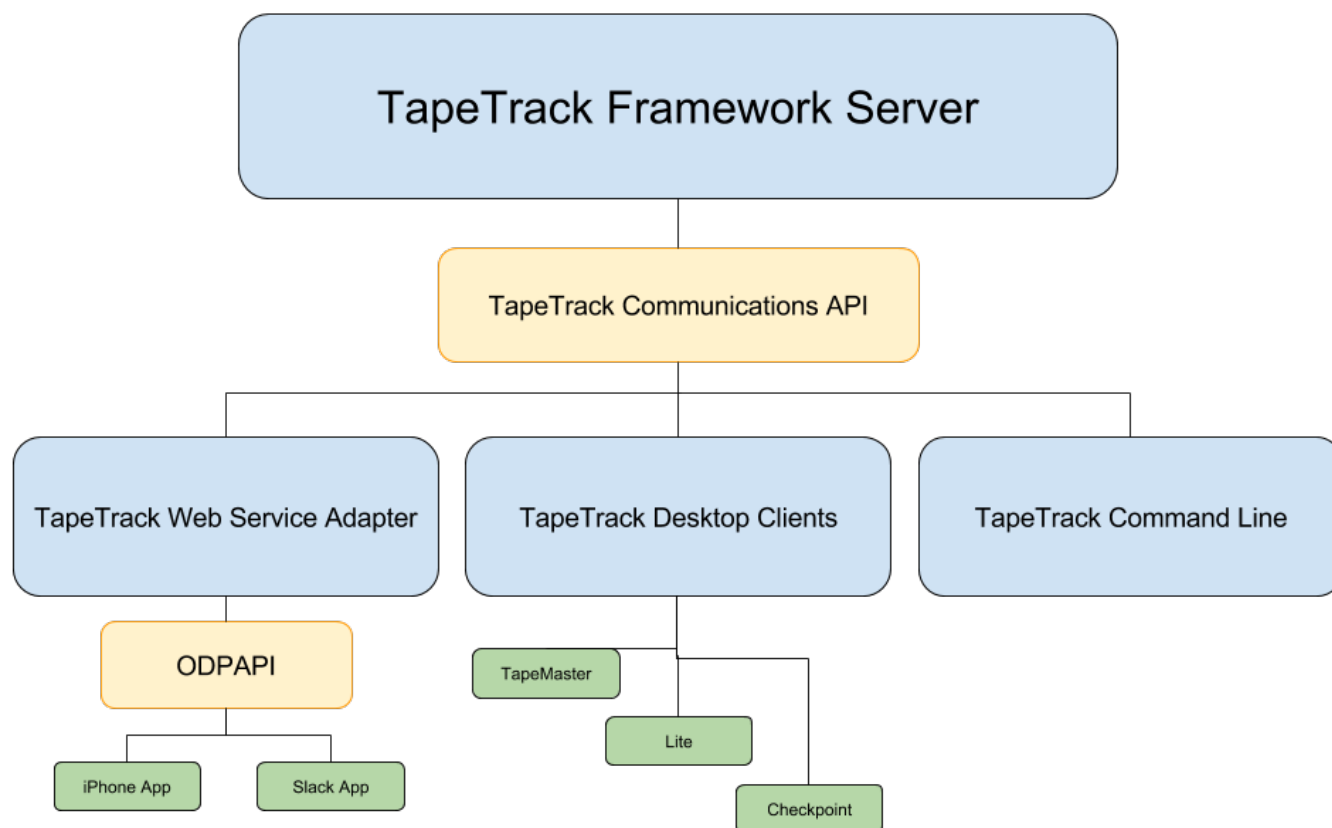 TapeTrack Framework Server
TapeTrack Communications API
TapeTrack Web Service Adapter
TapeTrack Desktop Clients
TapeTrack Command Line
ODPAPI
TapeMaster
Lite
iPhone App
Slack App
Checkpoint